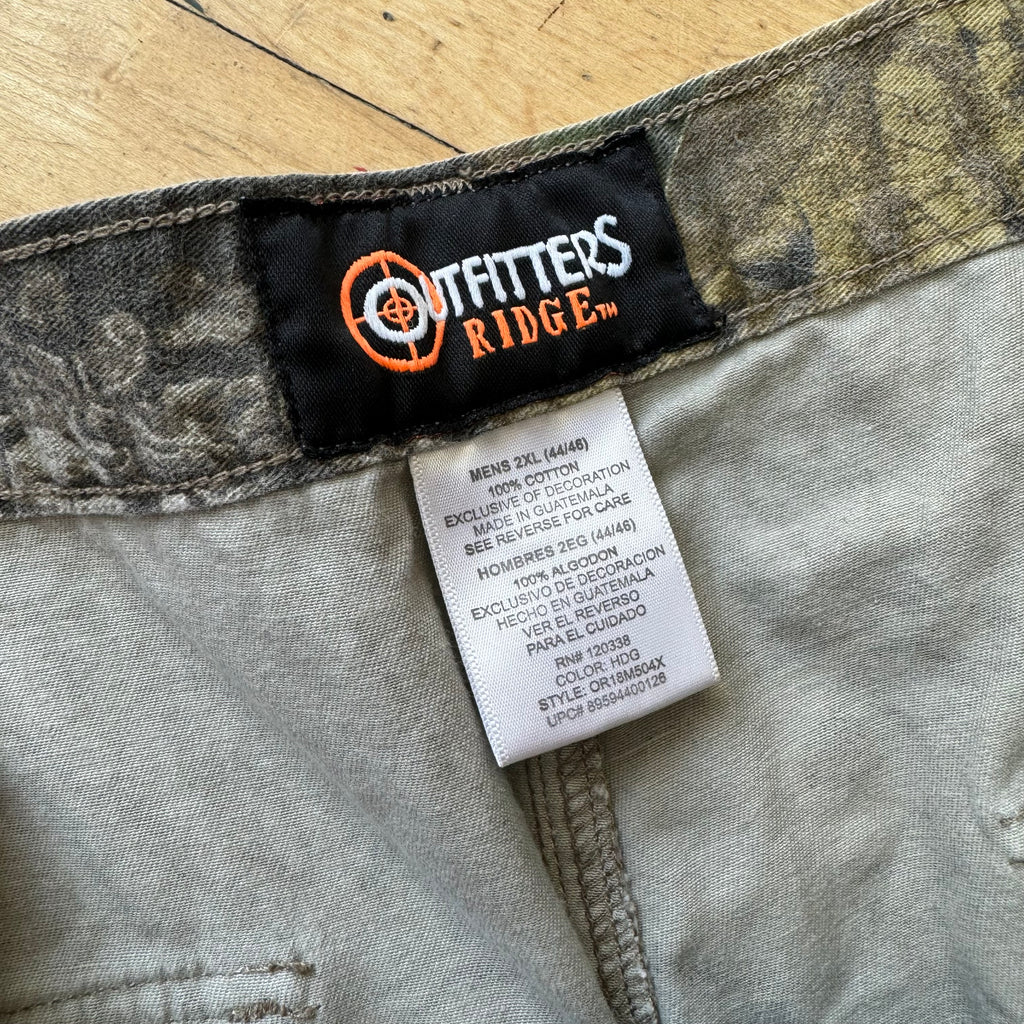 OUTFITTERS
RIDGE™
MENS 2XL (44/46)
100% COTTON
EXCLUSIVE OF DECORATION
MADE IN GUATEMALA
SEE REVERSE FOR CARE
HOMBRES 2EG (44/46)
100% ALGODON
EXCLUSIVO DE DECORACION
HECHO EN GUATEMALA
VER EL REVERSO
PARA EL CUIDADO
RN# 120338
COLOR: HDG
STYLE: OR18M504X
UPC# 89594400126